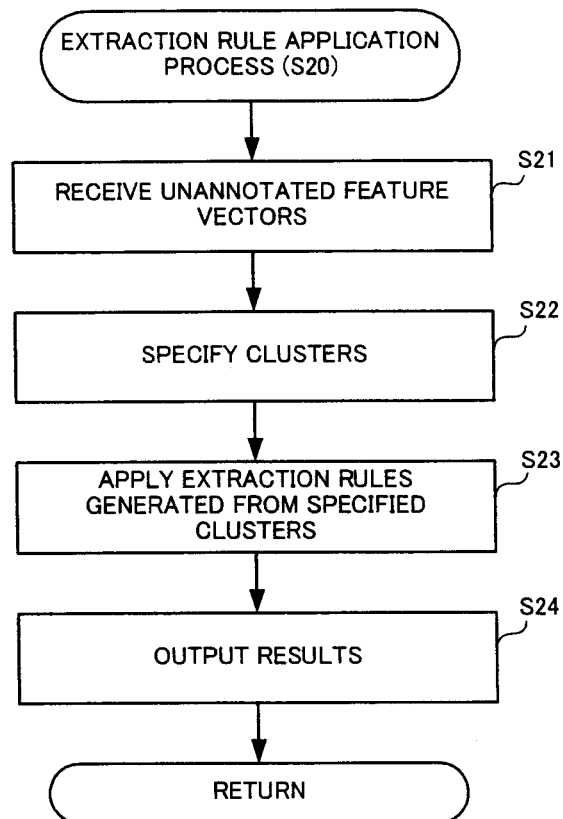 EXTRACTION RULE APPLICATION
PROCESS (S20)
S21
RECEIVE UNANNOTATED FEATURE
VECTORS
S22
SPECIFY CLUSTERS
S23
APPLY EXTRACTION RULES
GENERATED FROM SPECIFIED
CLUSTERS
S24
OUTPUT RESULTS
RETURN